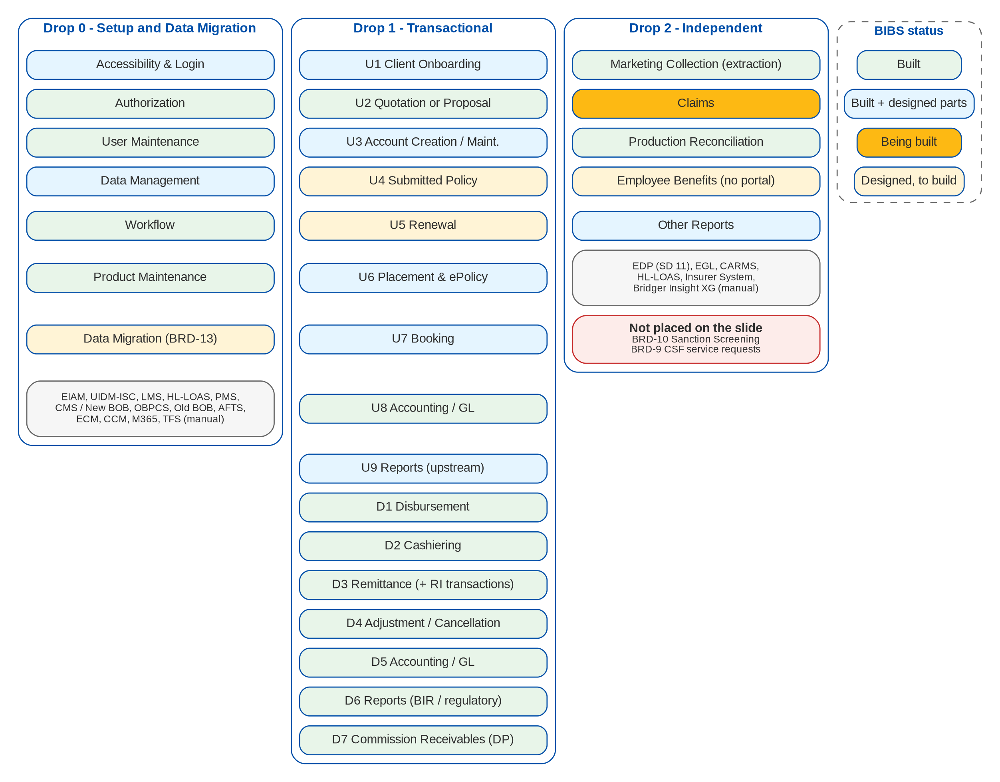 Drop 0 - Setup and Data Migration
Accessibility & Login
Authorization
User Maintenance
Data Management
Workflow
Product Maintenance
Data Migration (BRD-13)
EIAM, UIDM-ISC, LMS, HL-LOAS, PMS,
CMS / New BOB, OBPCS, Old BOB, AFTS,
ECM, CCM, M365, TFS (manual)
Drop 1 - Transactional
U1 Client Onboarding
U2 Quotation or Proposal
U3 Account Creation / Maint.
U4 Submitted Policy
U5 Renewal
U6 Placement & ePolicy
U7 Booking
U8 Accounting / GL
U9 Reports (upstream)
D1 Disbursement
D2 Cashiering
D3 Remittance (+ RI transactions)
D4 Adjustment / Cancellation
D5 Accounting / GL
D6 Reports (BIR / regulatory)
D7 Commission Receivables (DP)
Drop 2 - Independent
Marketing Collection (extraction)
Claims
Production Reconciliation
Employee Benefits (no portal)
Other Reports
EDP (SD 11), EGL, CARMS,
HL-LOAS, Insurer System,
Bridger Insight XG (manual)
Not placed on the slide
BRD-10 Sanction Screening
BRD-9 CSF service requests
BIBS status
Built
Built + designed parts
Being built
Designed, to build